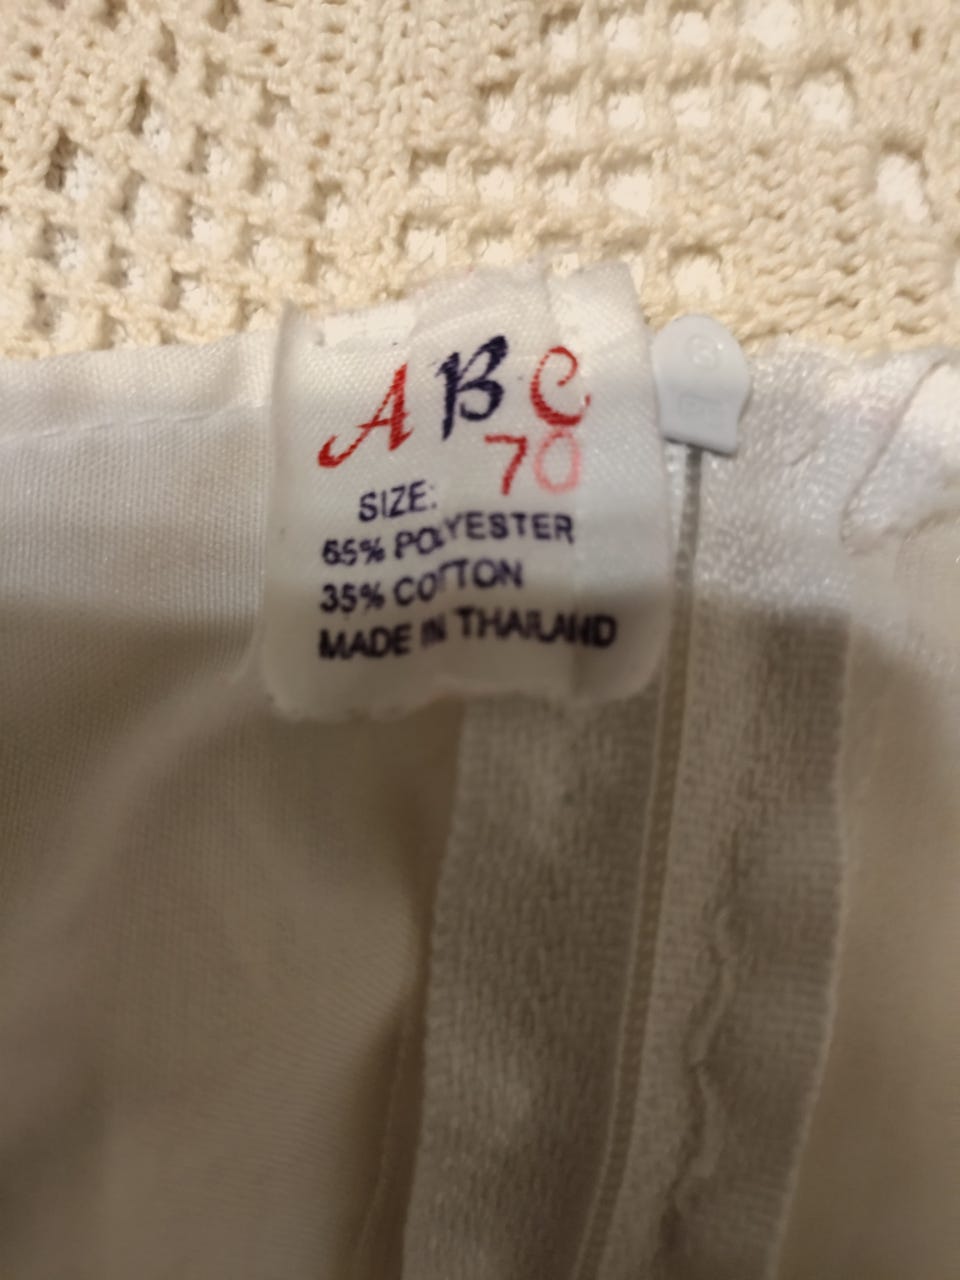 ABC
70
SIZE:
65% POLYESTER
35% COTTON
MADE IN THAILAND